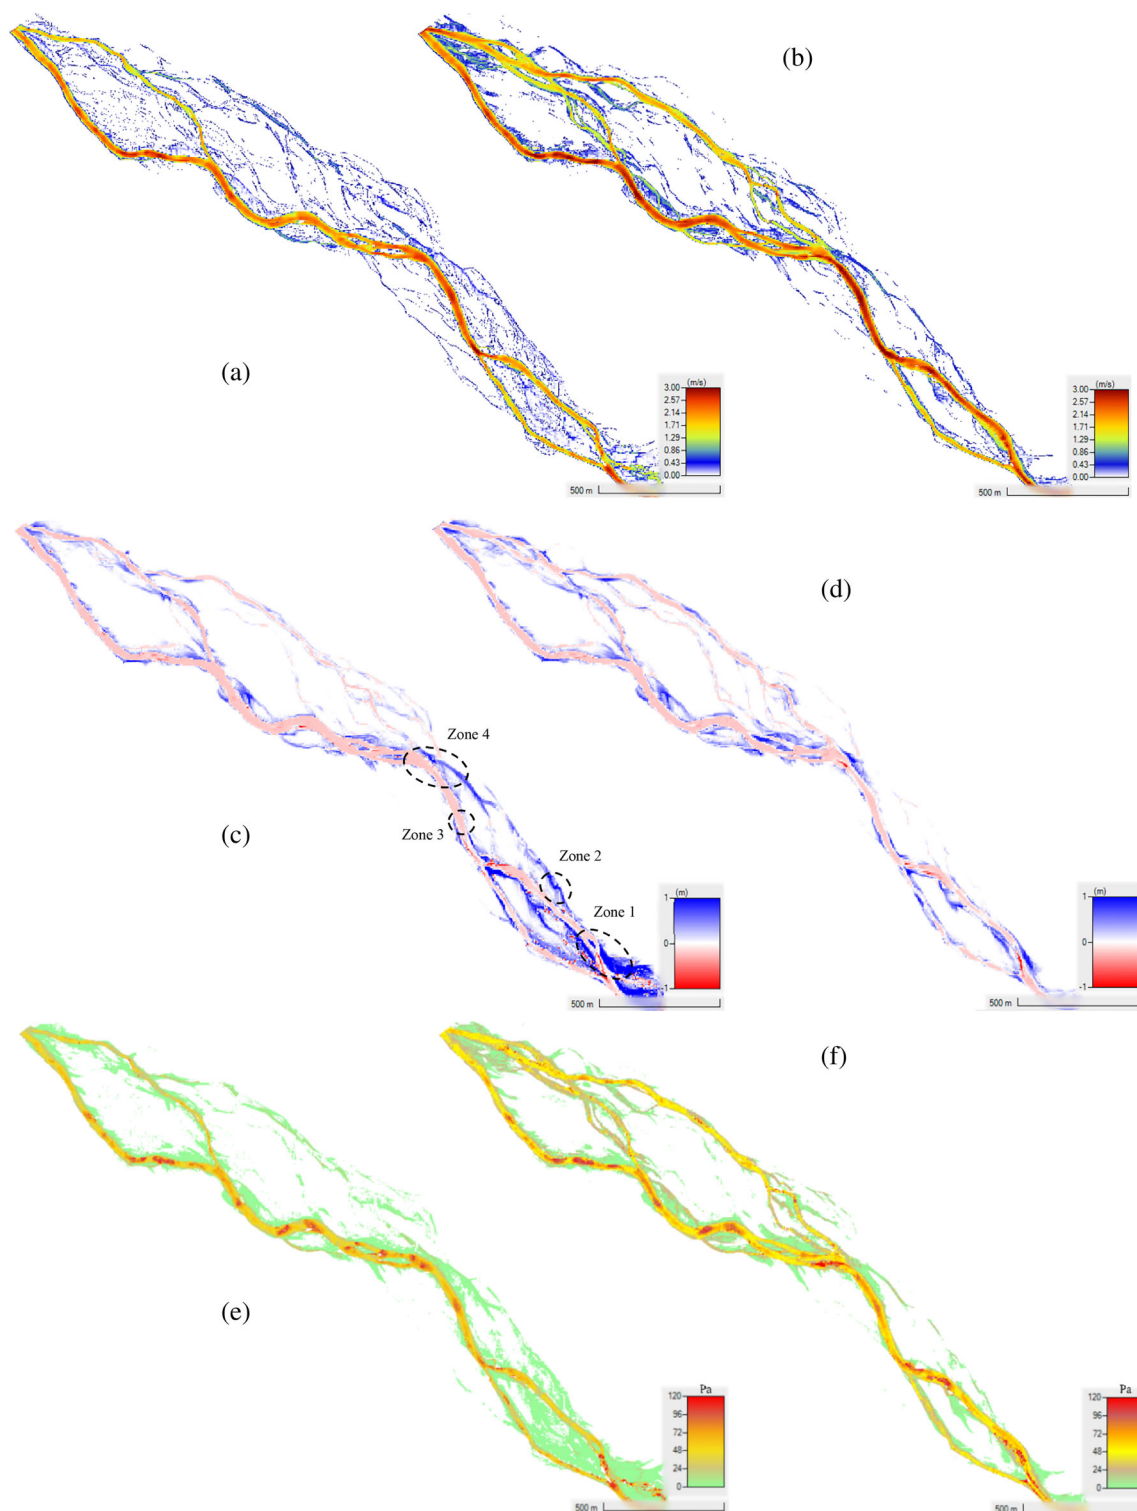 (b)
(a)
(m/s)
3.00
2.57
2.14
1.71
1.29
0.86
0.43
0.00
500 m
(m/s)
3.00
2.57
2.14
1.71
1.29
0.86
0.43
0.00
500 m
(d)
Zone 4
(c)
Zone 3
Zone 2
Zone 1
(m)
1
0
-1
500 m
(m)
1
0
-1
500 m
(f)
(e)
Pa
120
96
72
48
24
0
500 m
Pa
120
96
72
48
24
0
500 m